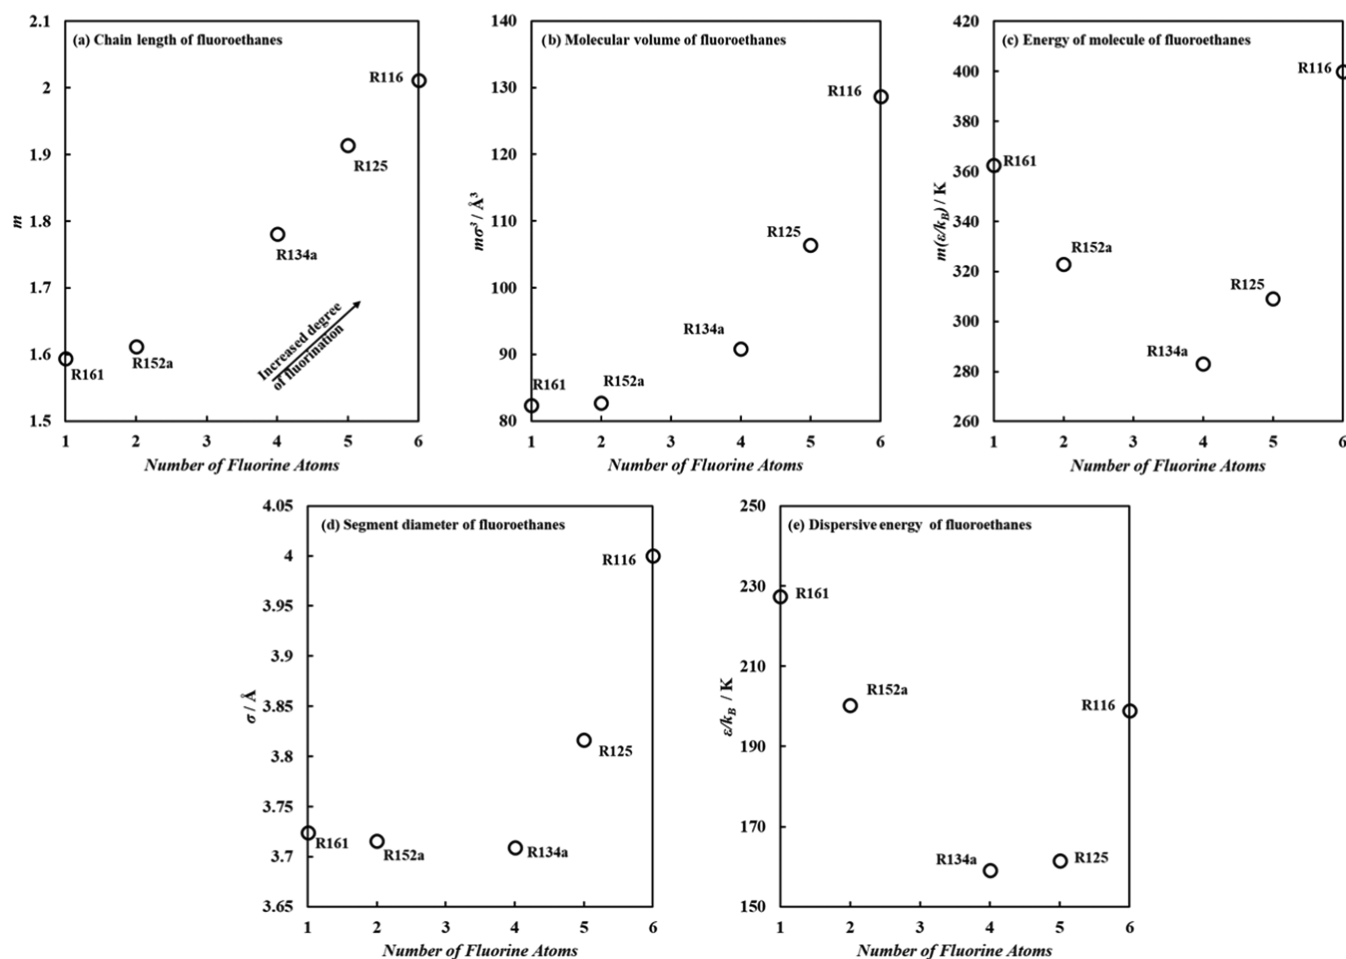 (a) Chain length of fluoroethanes
2.1
2
1.9
1.8
1.7
1.6
1.5
m
R116
R125
R134a
Increased degree
of fluorination
R161
R152a
1 2 3 4 5 6
Number of Fluorine Atoms
(b) Molecular volume of fluoroethanes
140
130
120
110
100
90
80
mσ³ / Å³
R116
R125
R134a
R161
R152a
1 2 3 4 5 6
Number of Fluorine Atoms
(c) Energy of molecule of fluoroethanes
420
400
380
360
340
320
300
280
260
m(ε/kB) / K
R116
R161
R152a
R125
R134a
1 2 3 4 5 6
Number of Fluorine Atoms
(d) Segment diameter of fluoroethanes
4.05
4
3.95
3.9
3.85
3.8
3.75
3.7
3.65
σ / Å
R116
R125
R161
R152a
R134a
1 2 3 4 5 6
Number of Fluorine Atoms
(e) Dispersive energy of fluoroethanes
250
230
210
190
170
150
ε/kB / K
R161
R152a
R116
R134a
R125
1 2 3 4 5 6
Number of Fluorine Atoms